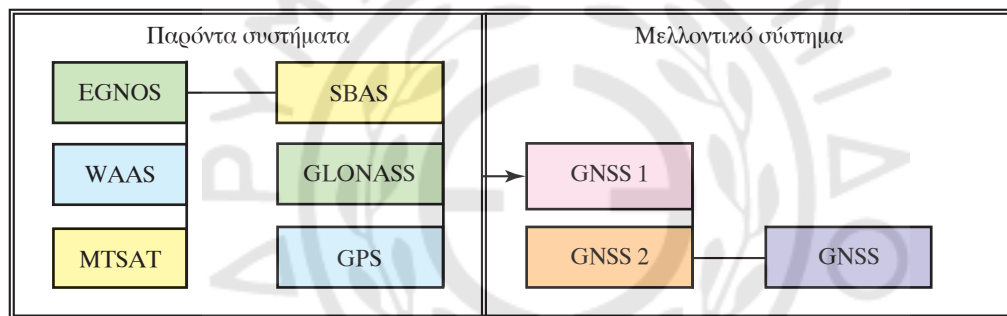 Παρόντα συστήματα
Μελλοντικό σύστημα
EGNOS
SBAS
WAAS
GLONASS
GNSS 1
MTSAT
GPS
GNSS 2
GNSS